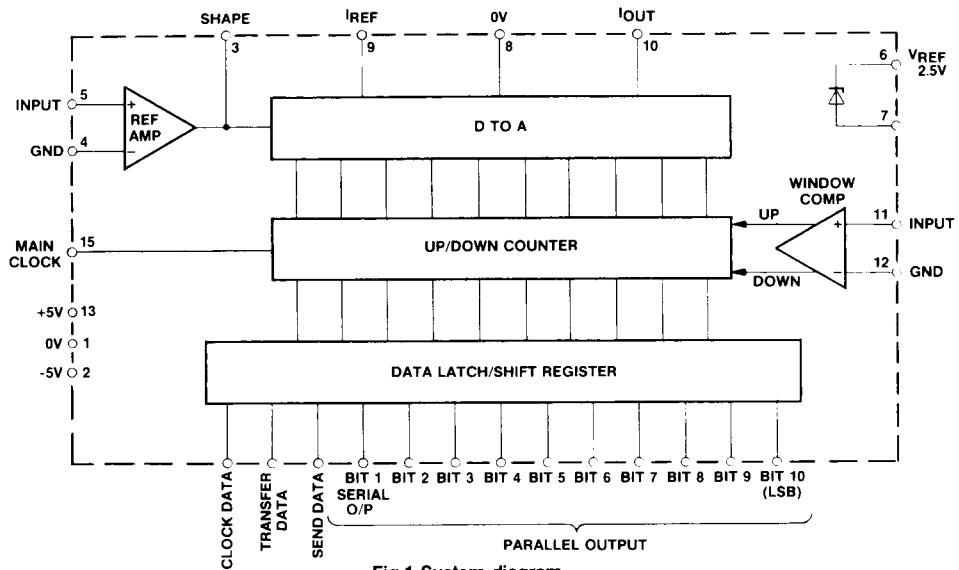 SHAPE
3
IREF
9
0V
8
IOUT
10
6
VREF
2.5V
7
INPUT
5
+
REF
AMP
GND
4
−
D TO A
WINDOW
COMP
UP
+
11
INPUT
MAIN
CLOCK
15
UP/DOWN COUNTER
DOWN
−
12
GND
+5V
13
0V
1
-5V
2
DATA LATCH/SHIFT REGISTER
CLOCK DATA
TRANSFER
DATA
SEND DATA
BIT 1
SERIAL
O/P
BIT 2
BIT 3
BIT 4
BIT 5
BIT 6
BIT 7
BIT 8
BIT 9
BIT 10
(LSB)
PARALLEL OUTPUT
Fig.1 System diagram